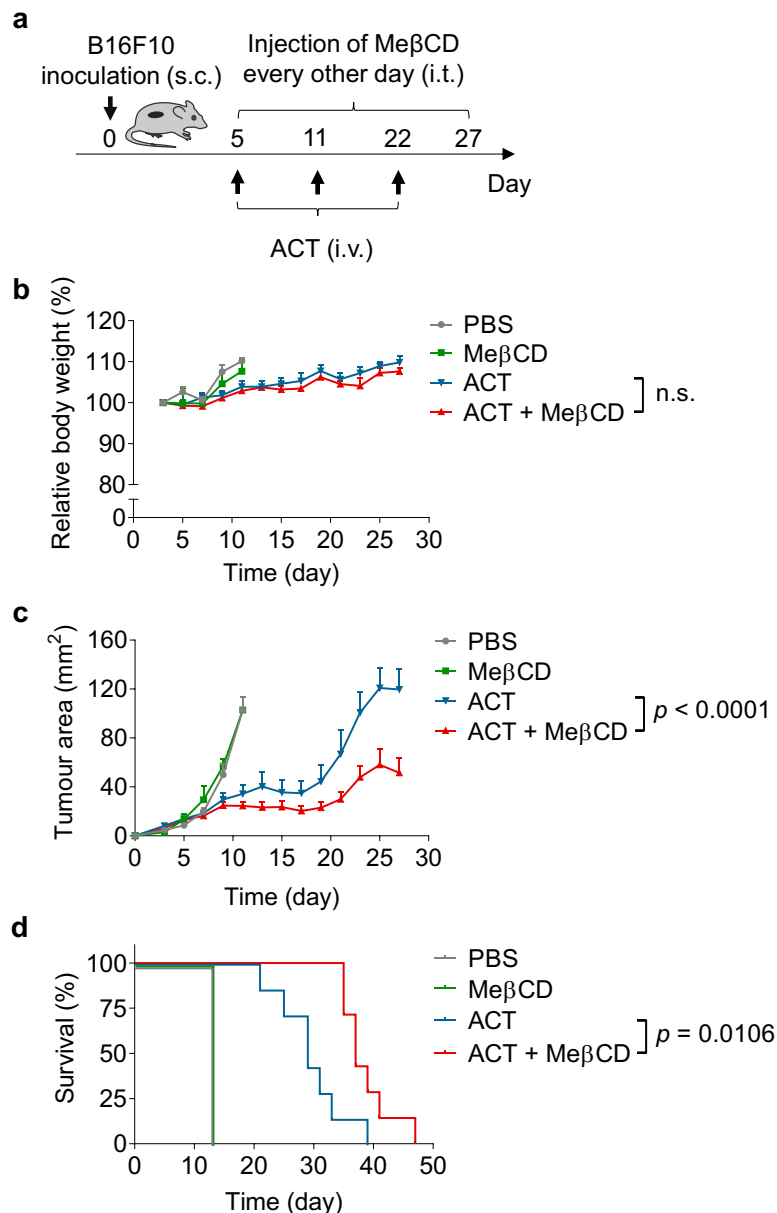 a
B16F10
inoculation (s.c.)
Injection of MeβCD
every other day (i.t.)
0 5 11 22 27
Day
ACT (i.v.)
b
Relative body weight (%)
120
110
100
90
80
0
0 5 10 15 20 25 30
Time (day)
PBS
MeβCD
ACT
ACT + MeβCD
n.s.
c
Tumour area (mm²)
160
120
80
40
0
0 5 10 15 20 25 30
Time (day)
PBS
MeβCD
ACT
ACT + MeβCD
p < 0.0001
d
Survival (%)
100
75
50
25
0
0 10 20 30 40 50
Time (day)
PBS
MeβCD
ACT
ACT + MeβCD
p = 0.0106